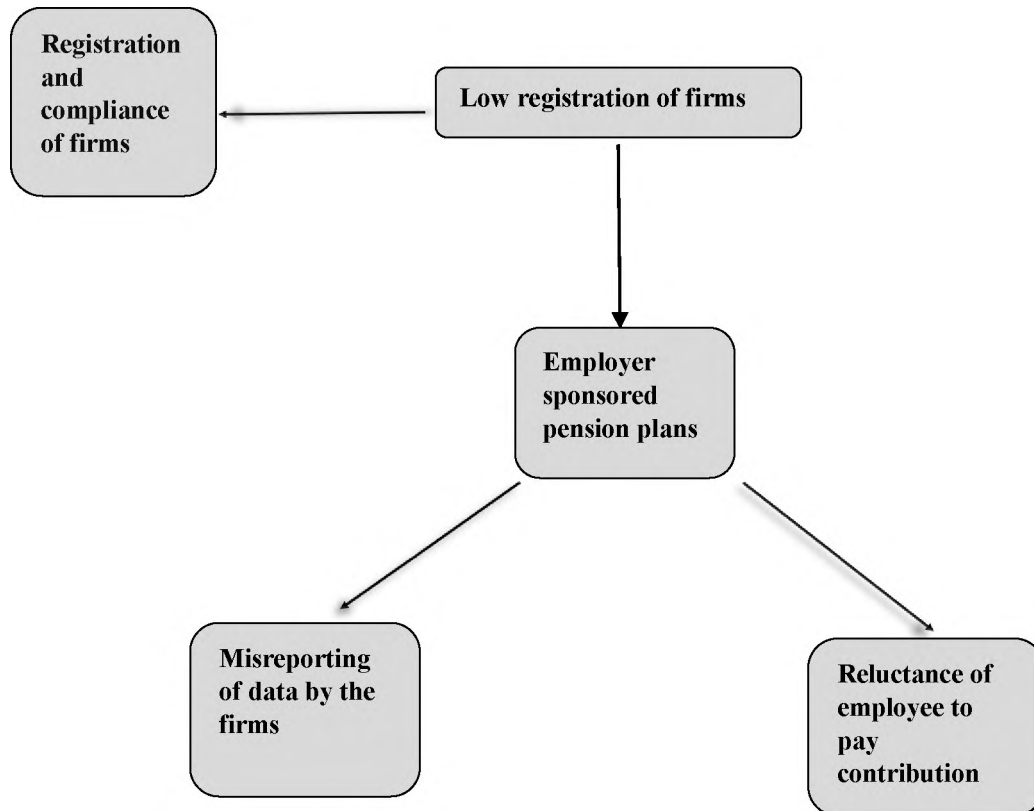 Registration
and
compliance
of firms
Low registration of firms
Employer
sponsored
pension plans
Misreporting
of data by the
firms
Reluctance of
employee to
pay
contribution